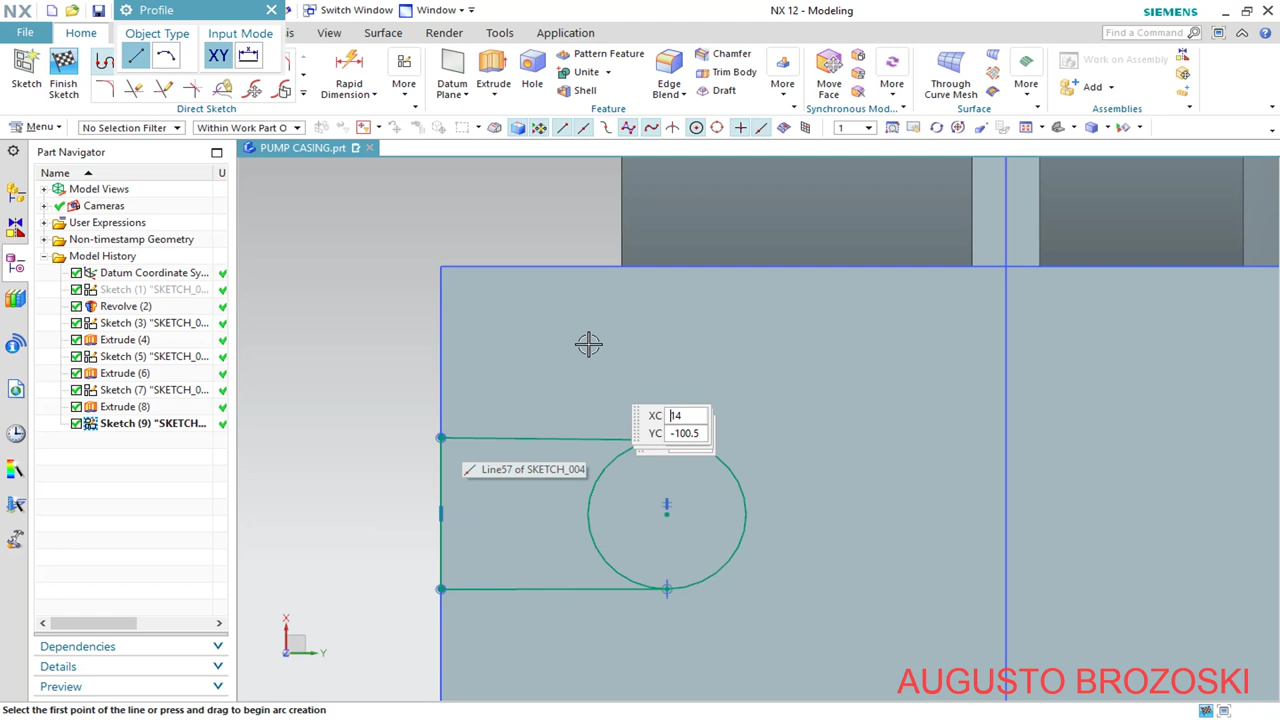 NX
Profile
Switch Window
Window
NX 12 - Modeling
SIEMENS
File
Home
Object Type
Input Mode
View
Surface
Render
Tools
Application
Find a Command
XY
Sketch
Finish Sketch
Rapid Dimension
More
Datum Plane
Extrude
Hole
Pattern Feature
Unite
Shell
Edge Blend
Chamfer
Trim Body
Draft
More
Move Face
More
Through Curve Mesh
More
Work on Assembly
Add
Direct Sketch
Feature
Synchronous Mod...
Surface
Assemblies
Menu
No Selection Filter
Within Work Part O
1
Part Navigator
PUMP CASING.prt
Name
U
Model Views
Cameras
User Expressions
Non-timestamp Geometry
Model History
Datum Coordinate Sy...
Sketch (1) "SKETCH_0...
Revolve (2)
Sketch (3) "SKETCH_0...
Extrude (4)
Sketch (5) "SKETCH_0...
Extrude (6)
Sketch (7) "SKETCH_0...
Extrude (8)
Sketch (9) "SKETCH...
XC 14
YC -100.5
Line57 of SKETCH_004
X
Y
Dependencies
Details
Preview
AUGUSTO BROZOSKI
Select the first point of the line or press and drag to begin arc creation